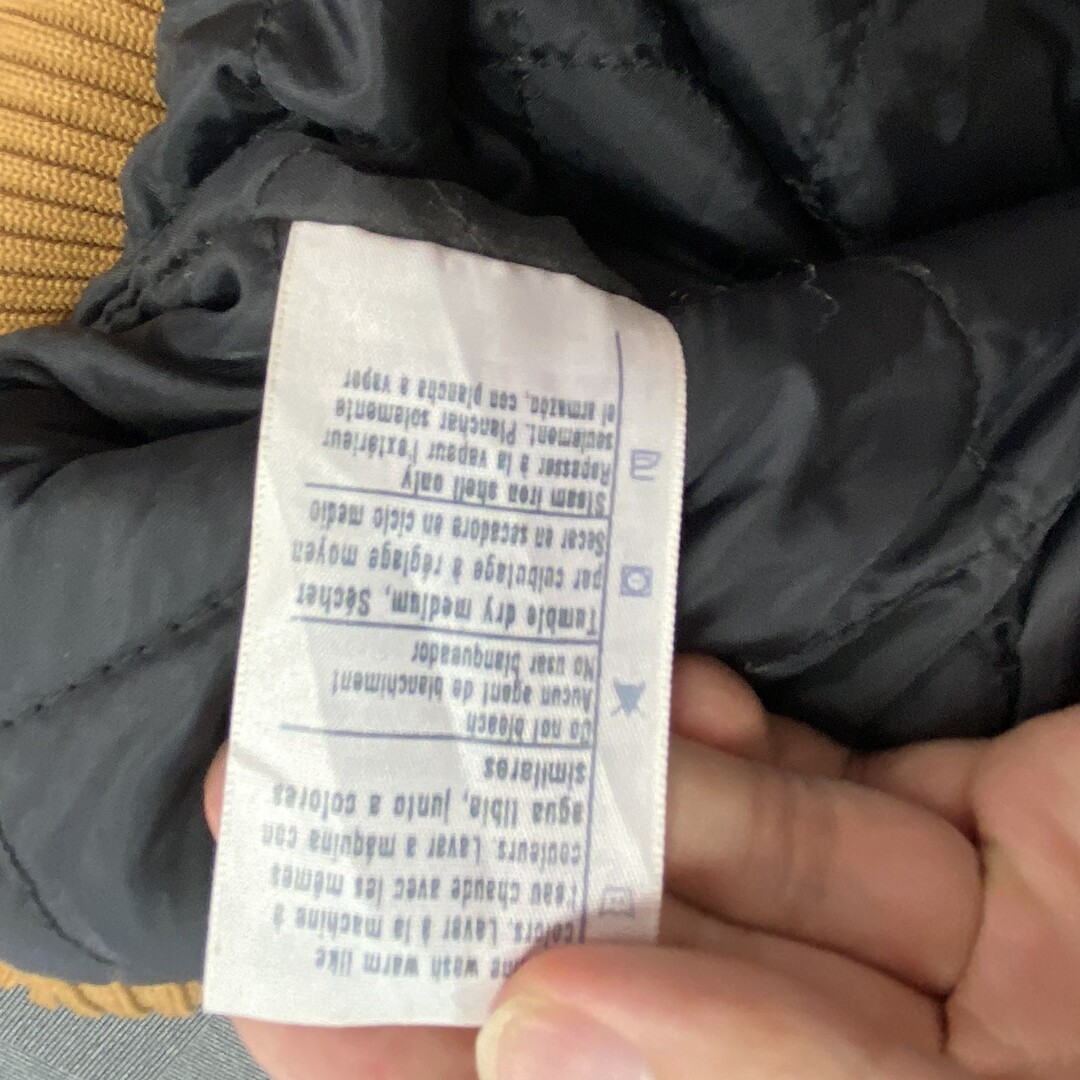 wash warm like
colors. Laver à la machine à
l'eau chaude avec les mêmes
couleurs. Lavar a máquina con
agua tibia, junto a colores
similares
Do not bleach
Aucun agent de blanchiment
No usar blanqueador
Tumble dry medium, Sécher
par culbulage à réglage moyen
Secar en secadora en ciclo medio
Steam iron shell only
Repasser à la vapeur l'extérieur
seulement. Planchar solamente
el armazón, con plancha a vapor